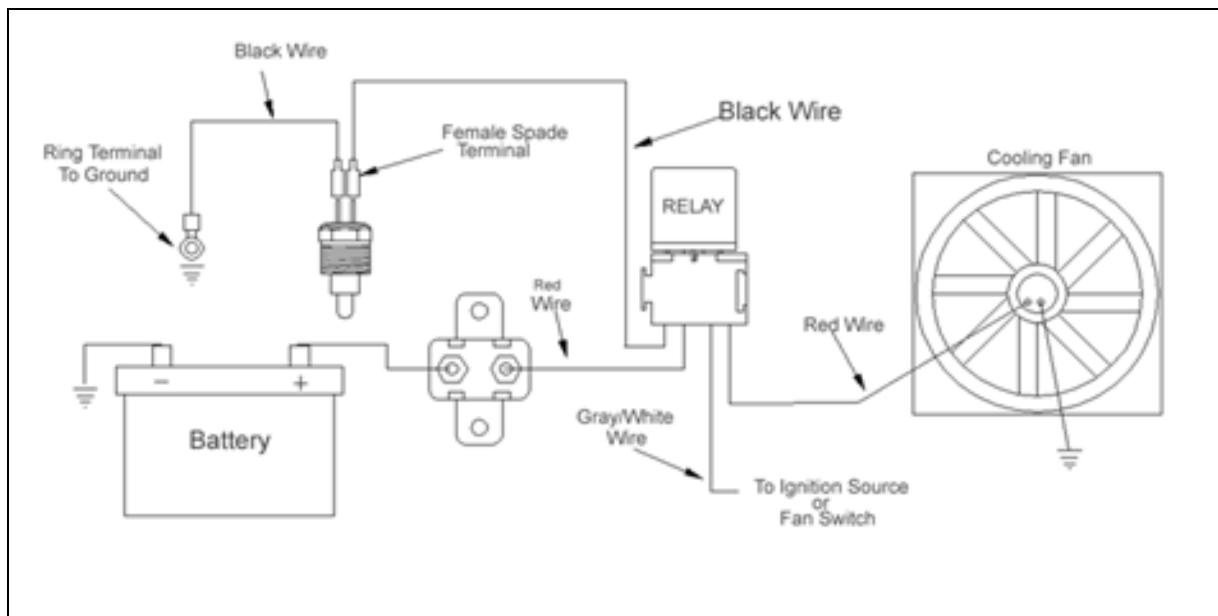 Black Wire
Black Wire
Female Spade
Terminal
Ring Terminal
To Ground
Cooling Fan
RELAY
Red
Wire
Red Wire
−
+
Battery
Gray/White
Wire
To Ignition Source
or
Fan Switch